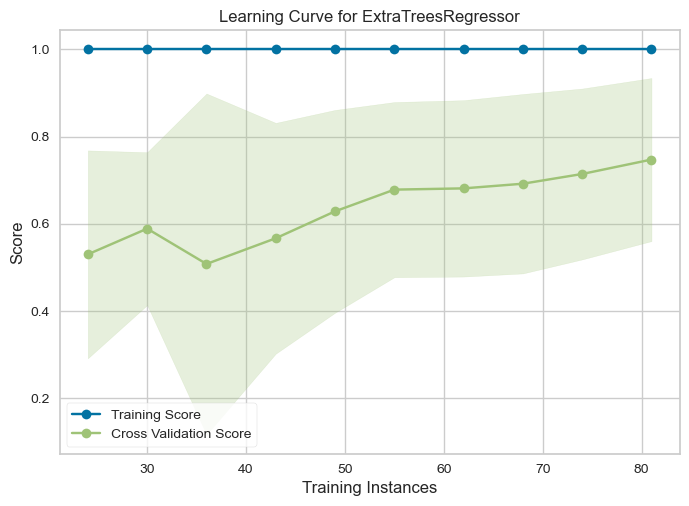 Learning Curve for ExtraTreesRegressor
1.0
0.8
0.6
0.4
0.2
Score
Training Score
Cross Validation Score
30
40
50
60
70
80
Training Instances